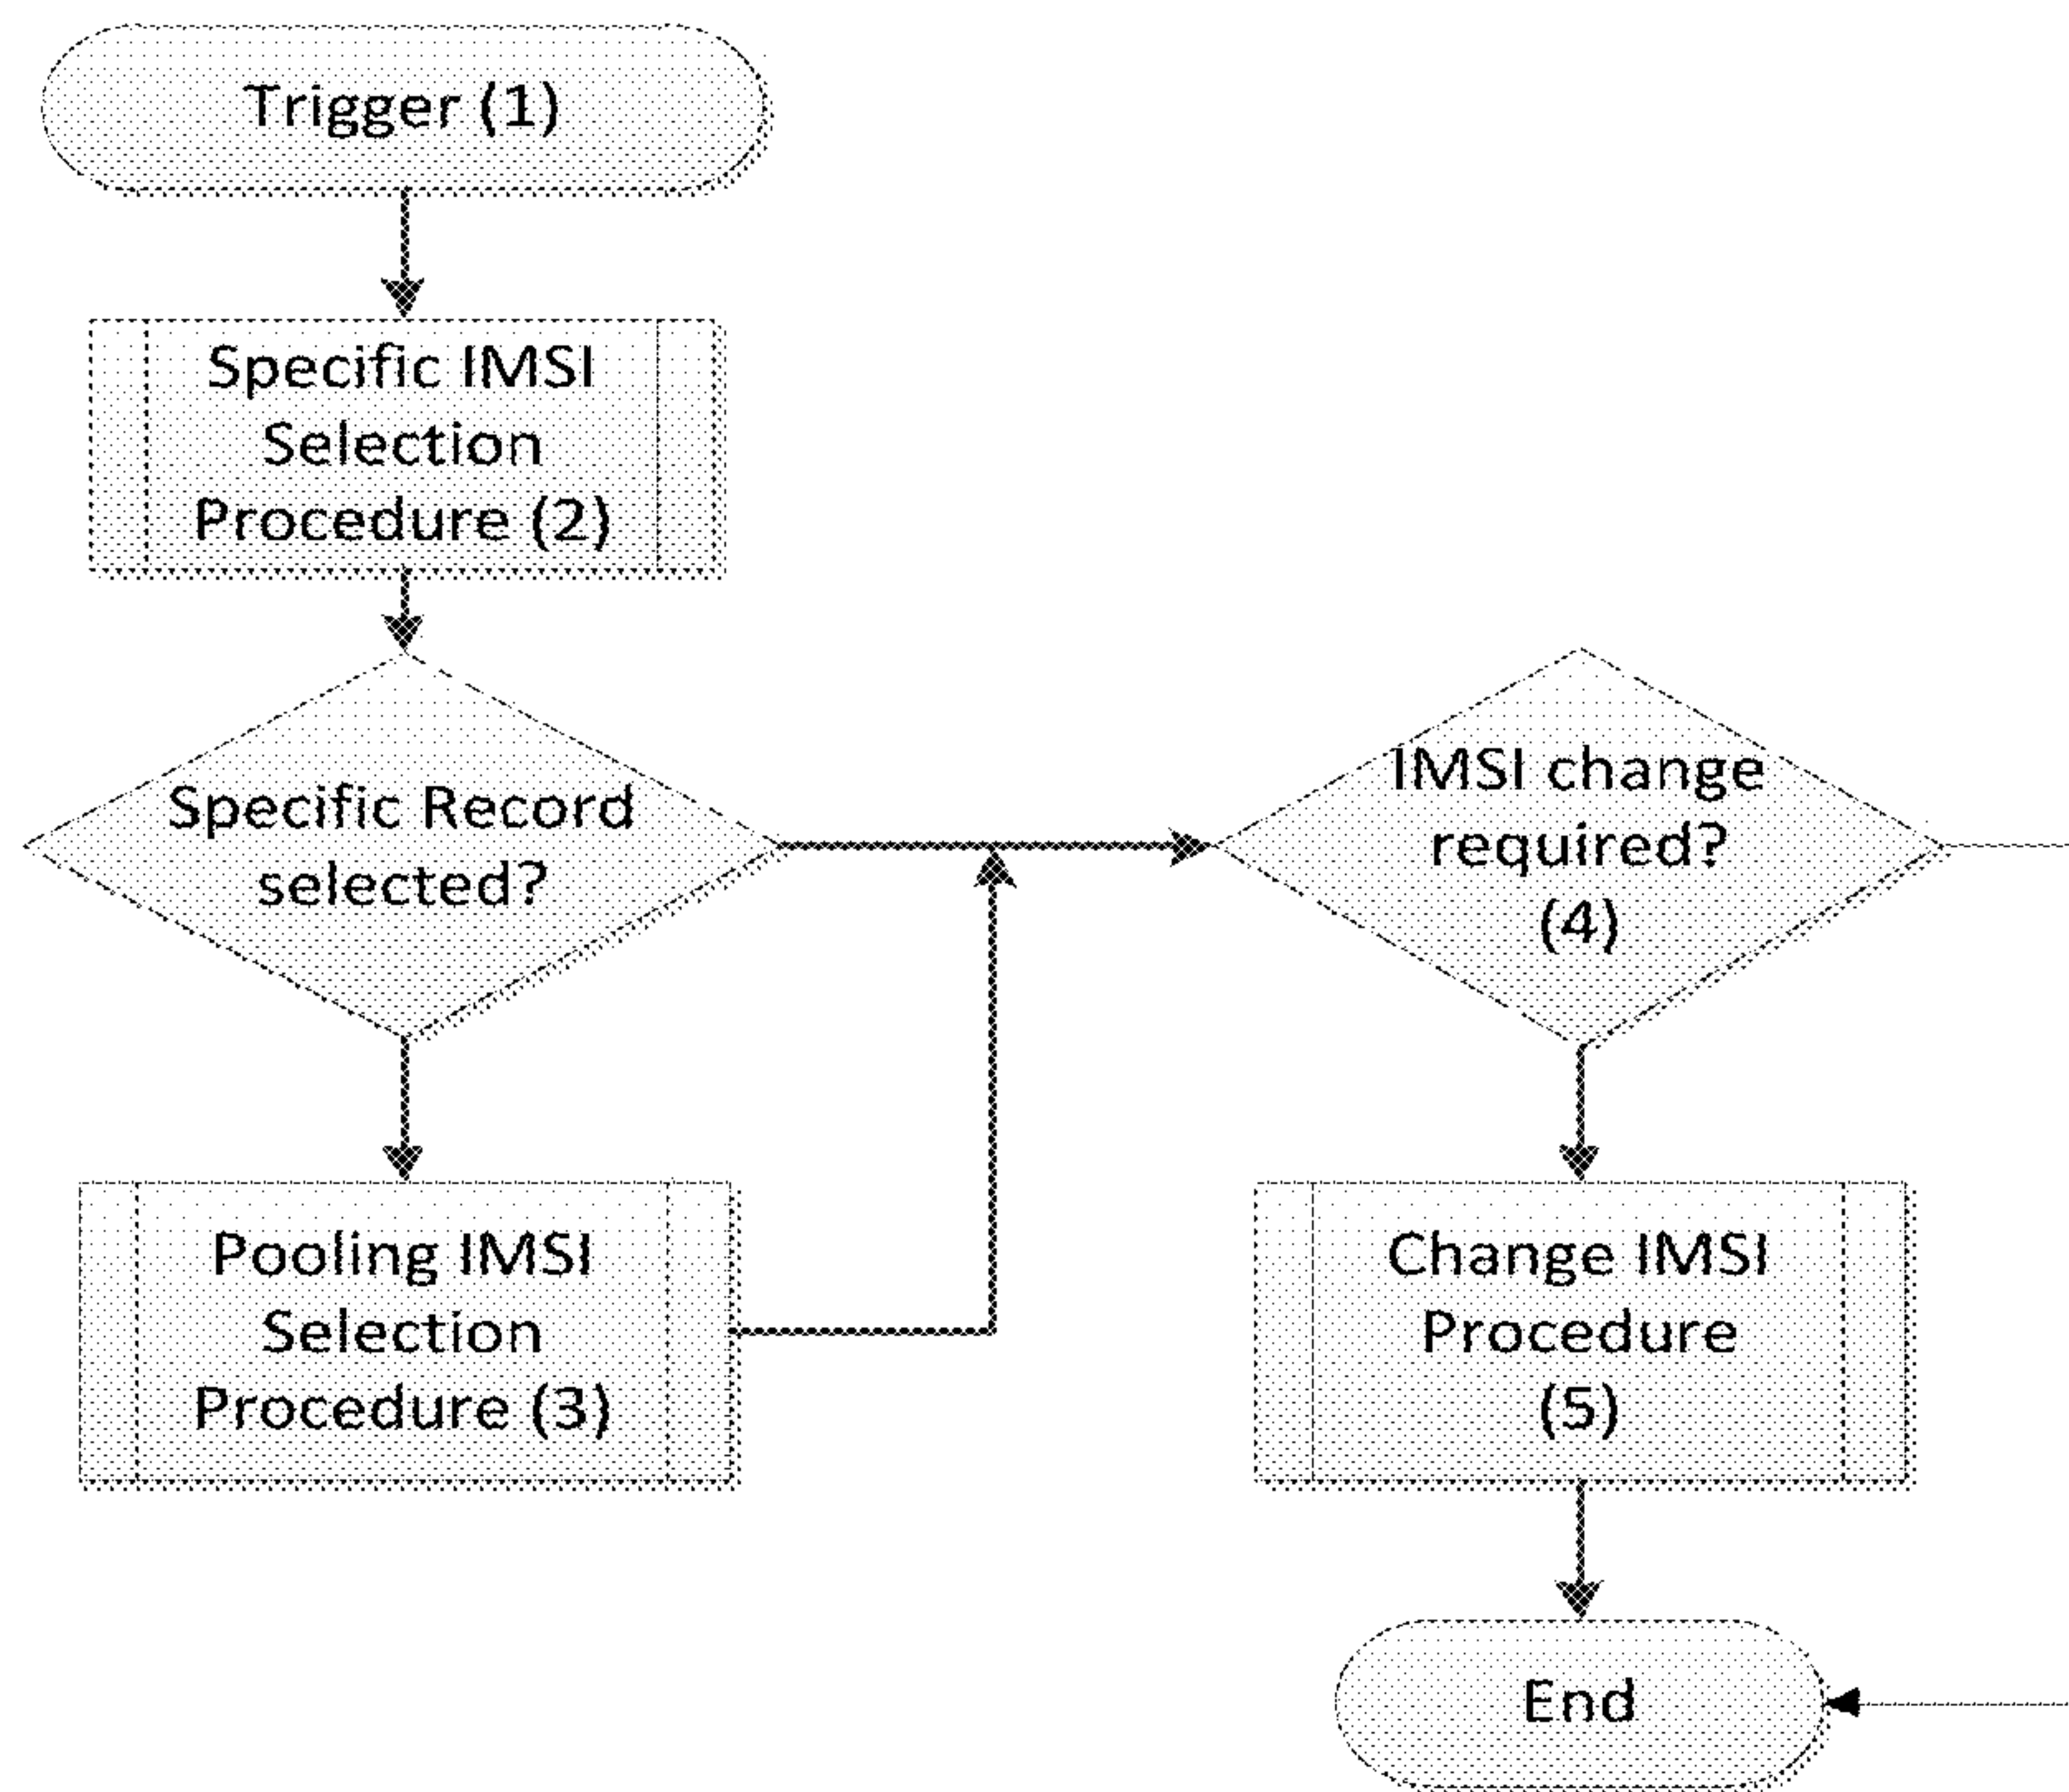 Trigger (1)
Specific IMSI
Selection
Procedure (2)
Specific Record
selected?
Pooling IMSI
Selection
Procedure (3)
IMSI change
required?
(4)
Change IMSI
Procedure
(5)
End